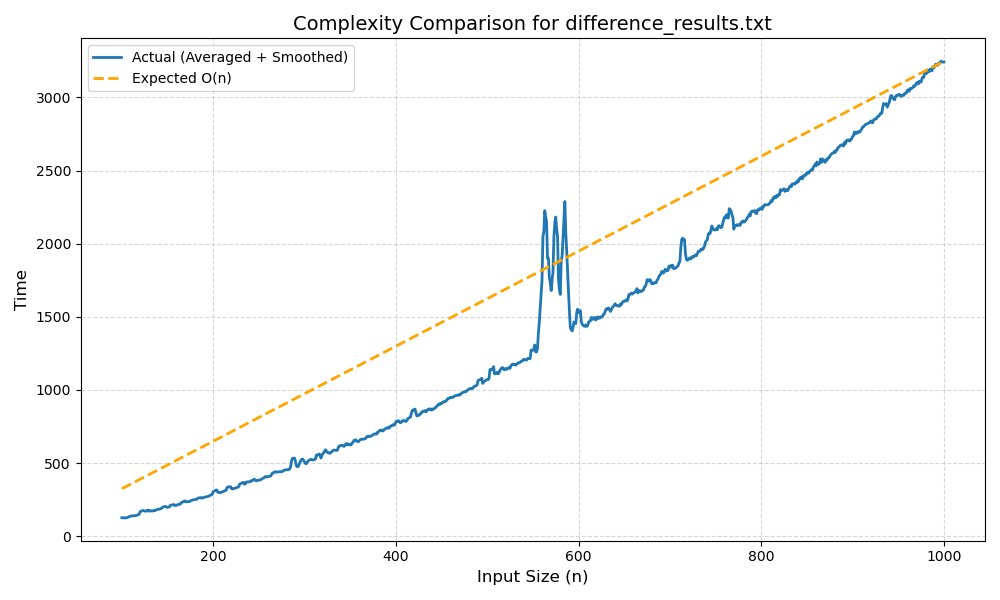 Complexity Comparison for difference_results.txt
Actual (Averaged + Smoothed)
Expected O(n)
Time
3000
2500
2000
1500
1000
500
0
200
400
600
800
1000
Input Size (n)